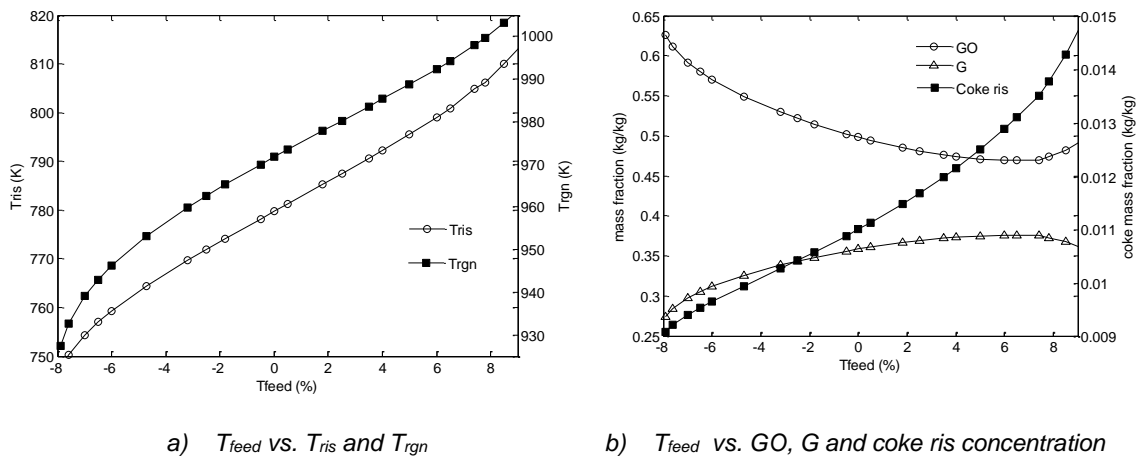 820
810
800
790
780
770
760
750
Tris (K)
1000
990
980
970
960
950
940
930
Trgn (K)
Tris
Trgn
-8 -6 -4 -2 0 2 4 6 8
Tfeed (%)
0.65
0.6
0.55
0.5
0.45
0.4
0.35
0.3
0.25
mass fraction (kg/kg)
0.015
0.014
0.013
0.012
0.011
0.01
0.009
coke mass fraction (kg/kg)
GO
G
Coke ris
-8 -6 -4 -2 0 2 4 6 8
Tfeed (%)
a) Tfeed vs. Tris and Trgn
b) Tfeed vs. GO, G and coke ris concentration